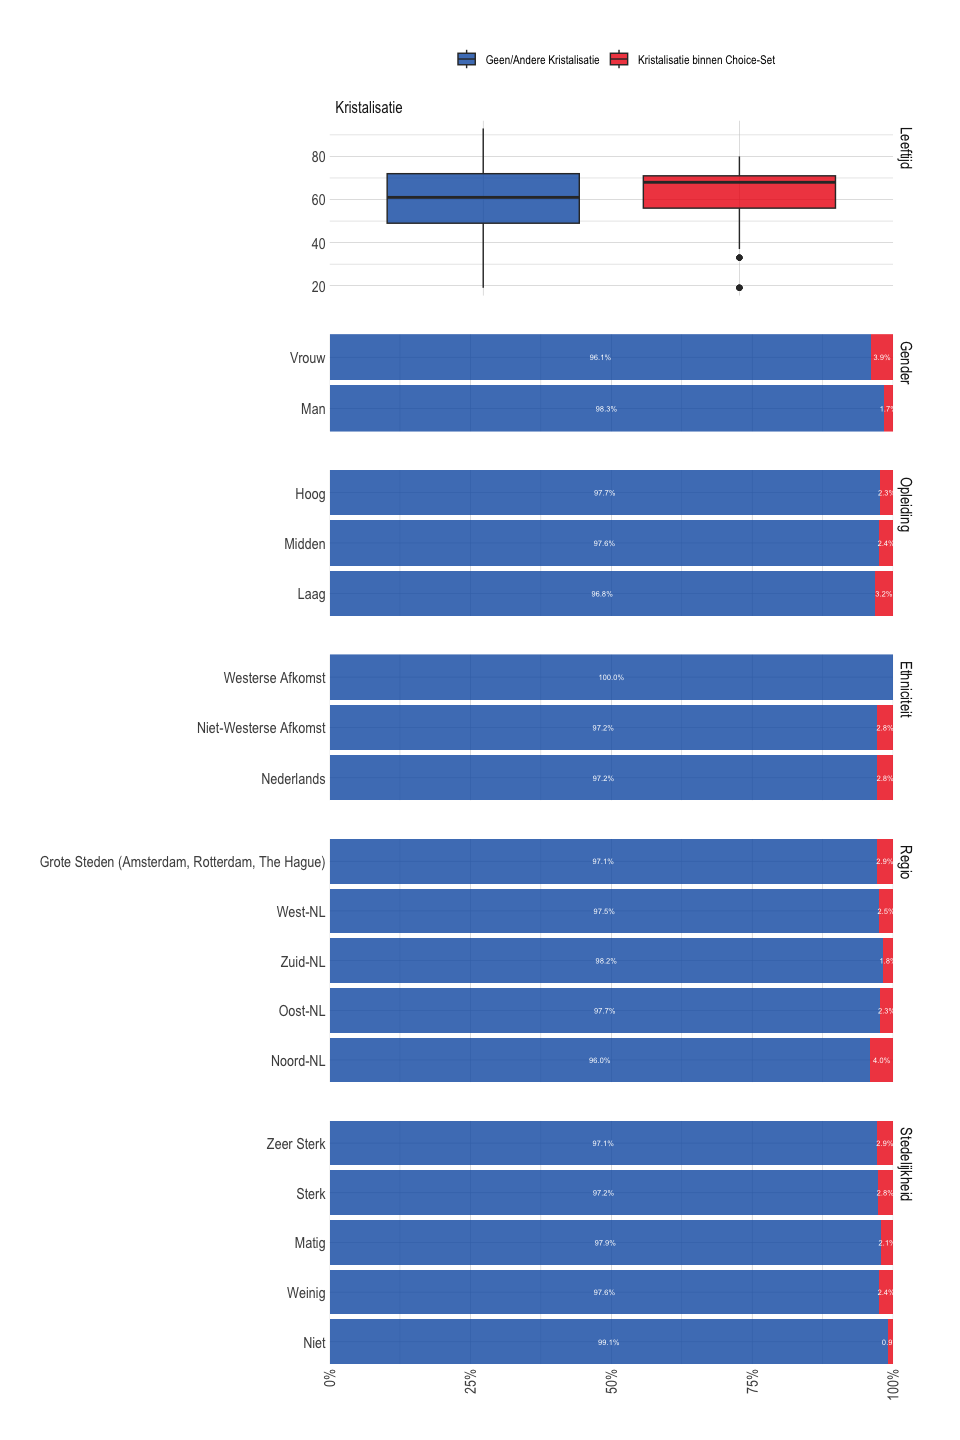 Geen/Andere Kristalisatie Kristalisatie binnen Choice-Set
Kristalisatie
Leeftijd
80
60
40
20
Gender
Vrouw 96.1% 3.9%
Man 98.3% 1.7%
Opleiding
Hoog 97.7% 2.3%
Midden 97.6% 2.4%
Laag 96.8% 3.2%
Ethniciteit
Westerse Afkomst 100.0%
Niet-Westerse Afkomst 97.2% 2.8%
Nederlands 97.2% 2.8%
Regio
Grote Steden (Amsterdam, Rotterdam, The Hague) 97.1% 2.9%
West-NL 97.5% 2.5%
Zuid-NL 98.2% 1.8%
Oost-NL 97.7% 2.3%
Noord-NL 96.0% 4.0%
Stedelijkheid
Zeer Sterk 97.1% 2.9%
Sterk 97.2% 2.8%
Matig 97.9% 2.1%
Weinig 97.6% 2.4%
Niet 99.1% 0.9
0% 25% 50% 75% 100%